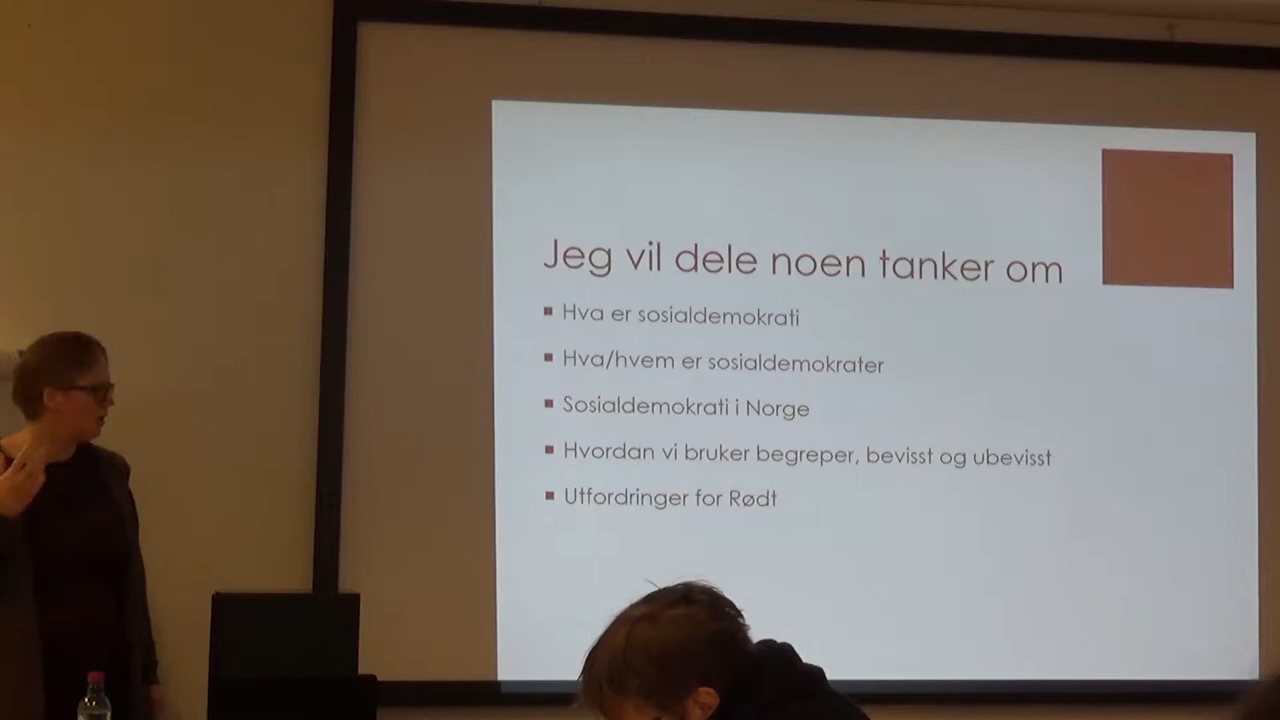 Jeg vil dele noen tanker om
Hva er sosialdemokrati
Hva/hvem er sosialdemokrater
Sosialdemokrati i Norge
Hvordan vi bruker begreper, bevisst og ubevisst
Utfordringer for Rødt